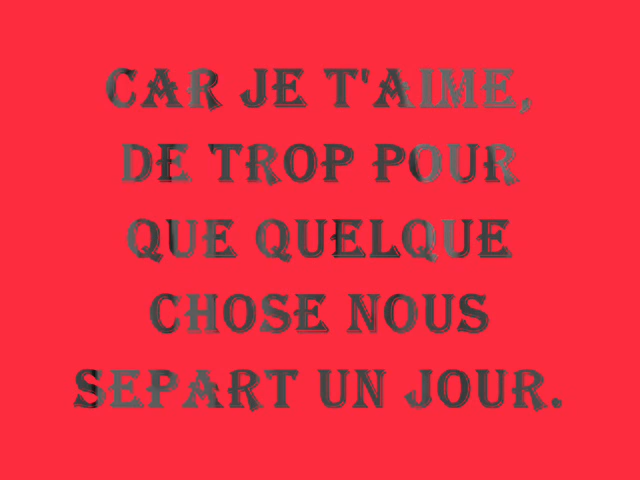 CAR JE T'AIME,
DE TROP POUR
QUE QUELQUE
CHOSE NOUS
SEPART UN JOUR.